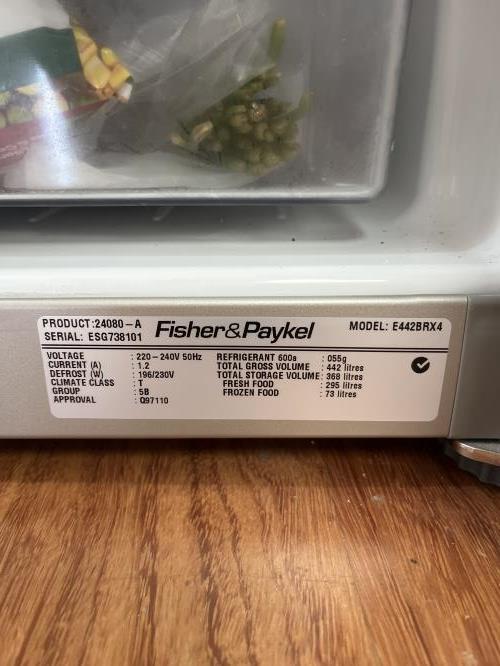 PRODUCT:24080-A
SERIAL: ESG738101
Fisher&Paykel
MODEL: E442BRX4
VOLTAGE : 220-240V 50Hz
CURRENT (A) : 1.2
DEFROST (W) : 196/230V
CLIMATE CLASS : T
GROUP : 5B
APPROVAL : Q97110
REFRIGERANT 600a : 055g
TOTAL GROSS VOLUME : 442 litres
TOTAL STORAGE VOLUME: 368 litres
FRESH FOOD : 295 litres
FROZEN FOOD : 73 litres